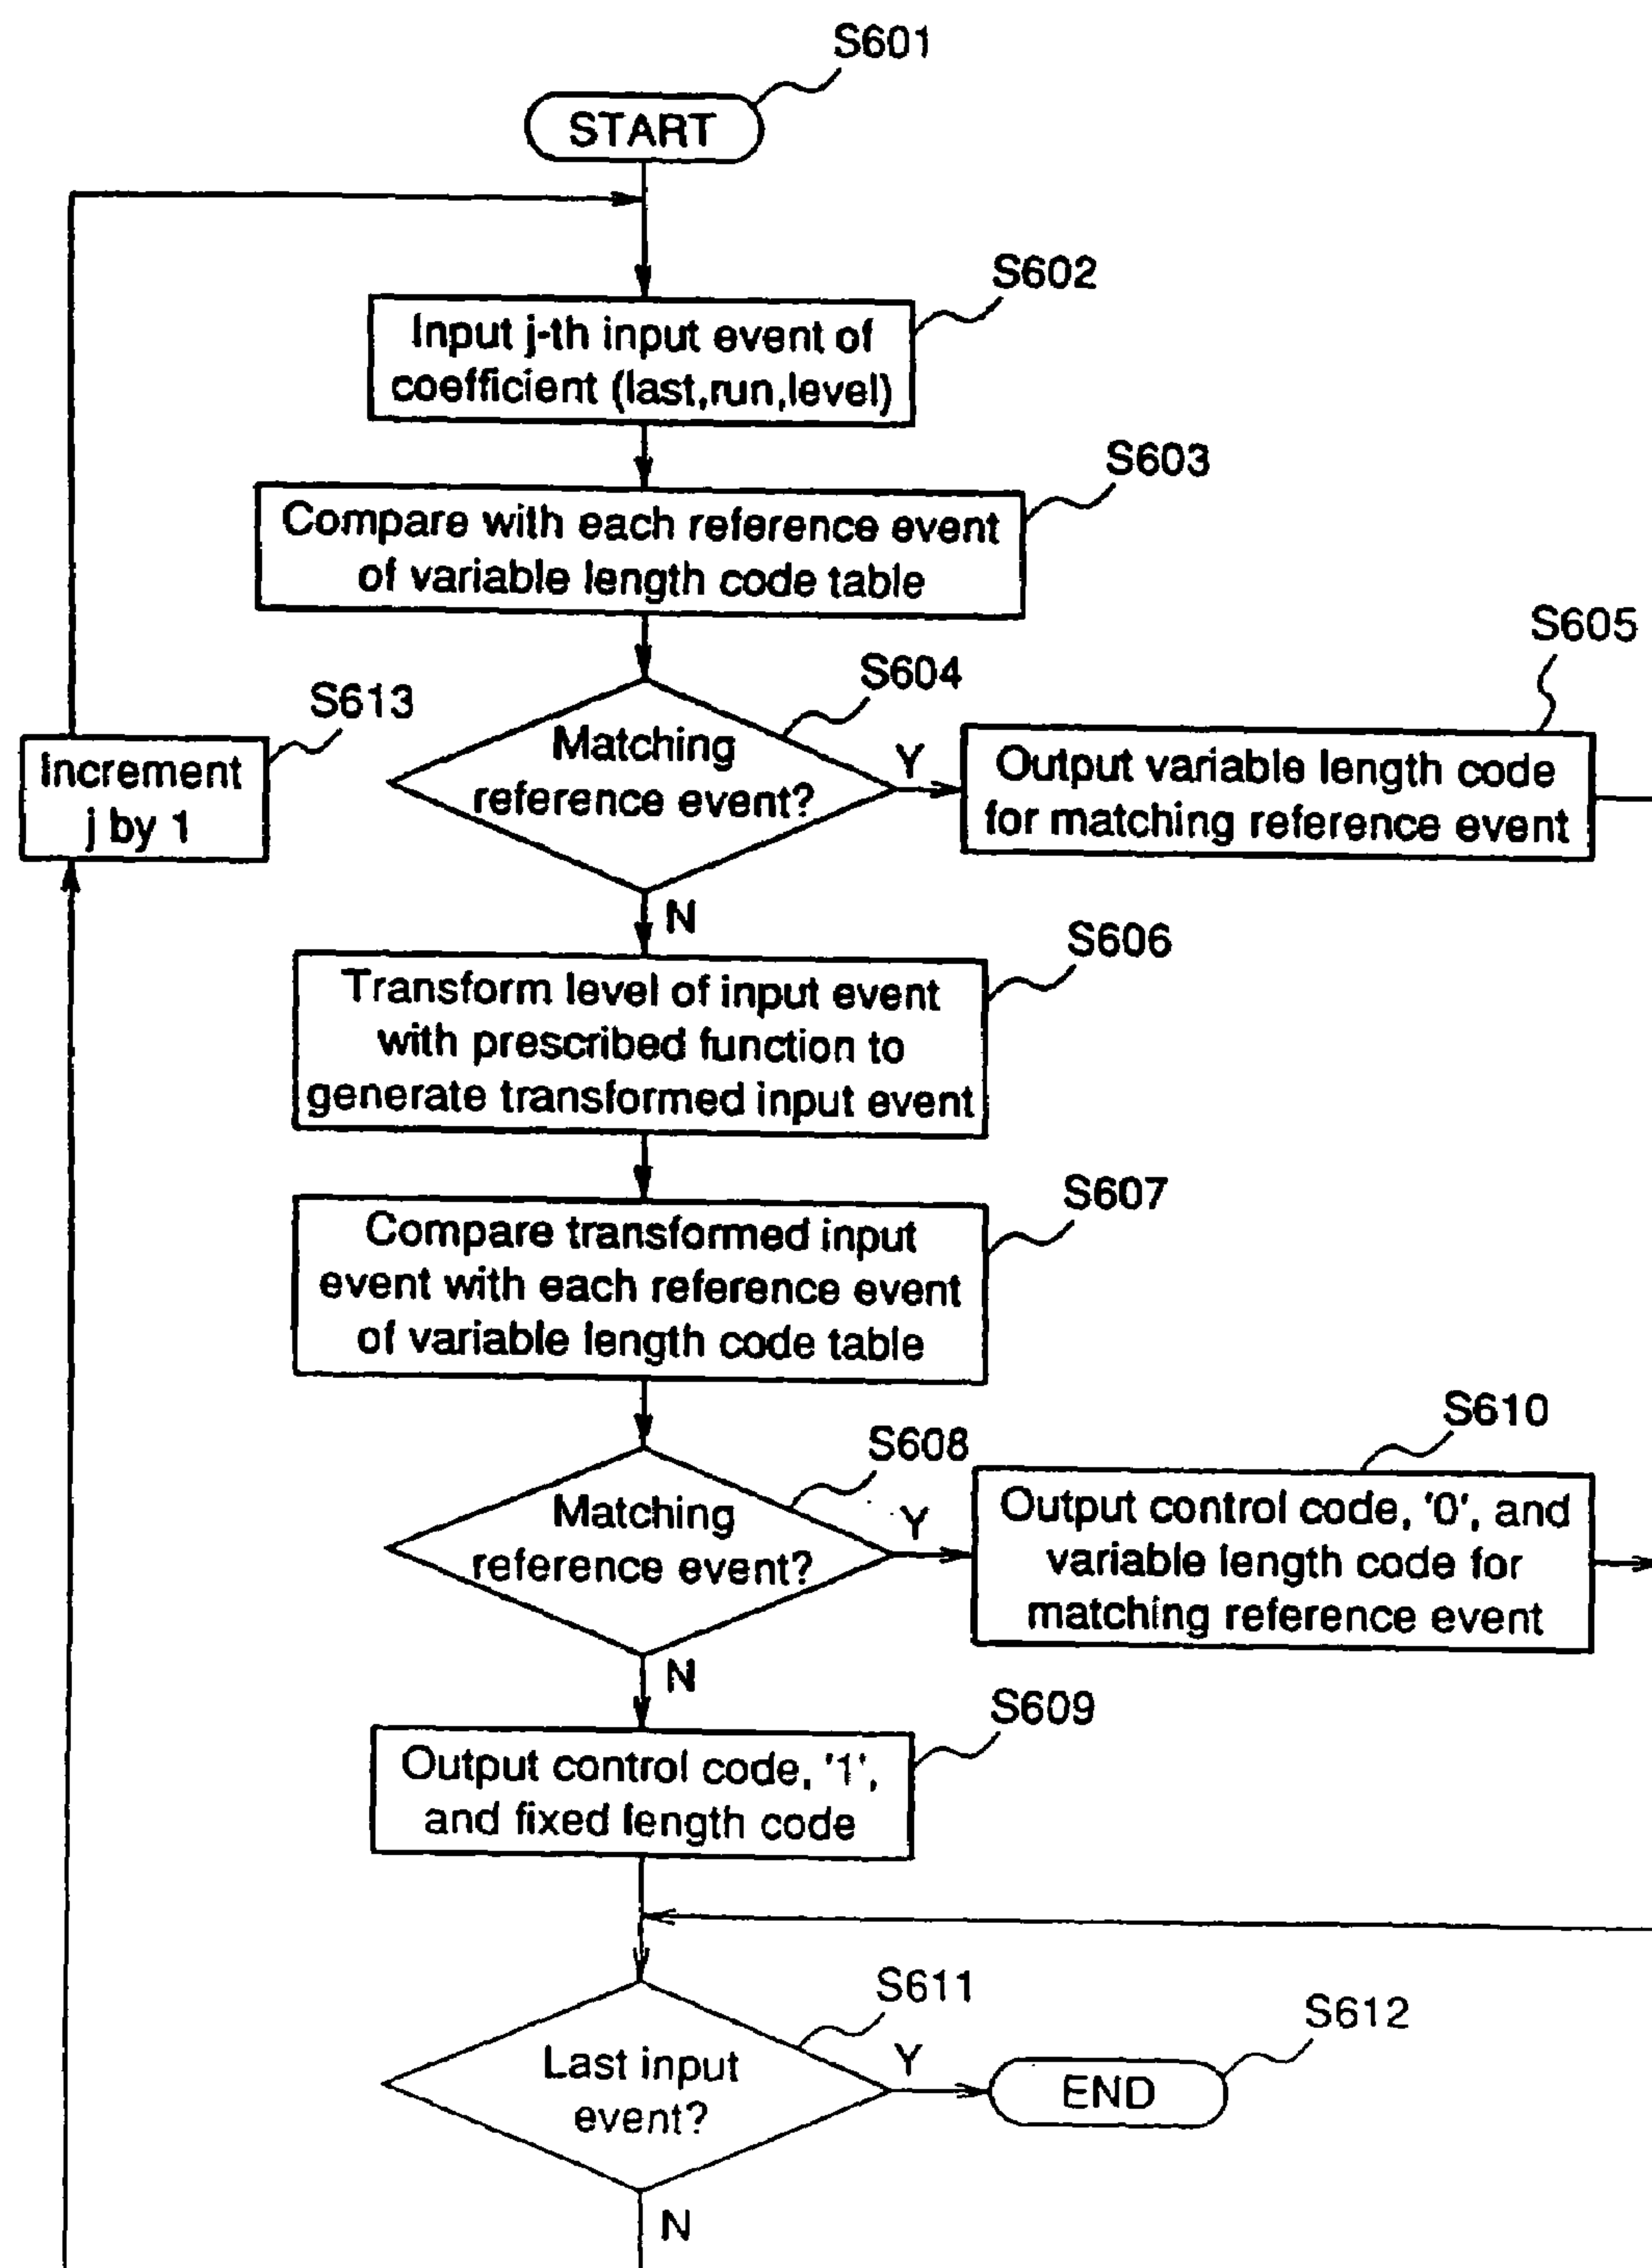 S601
START
S602
Input j-th input event of
coefficient (last,run,level)
S603
Compare with each reference event
of variable length code table
S604
Matching
reference event?
Y
S605
Output variable length code
for matching reference event
S613
Increment
j by 1
N
S606
Transform level of input event
with prescribed function to
generate transformed input event
S607
Compare transformed input
event with each reference event
of variable length code table
S608
Matching
reference event?
Y
S610
Output control code, '0', and
variable length code for
matching reference event
N
S609
Output control code, '1',
and fixed length code
S611
Last input
event?
Y
S612
END
N